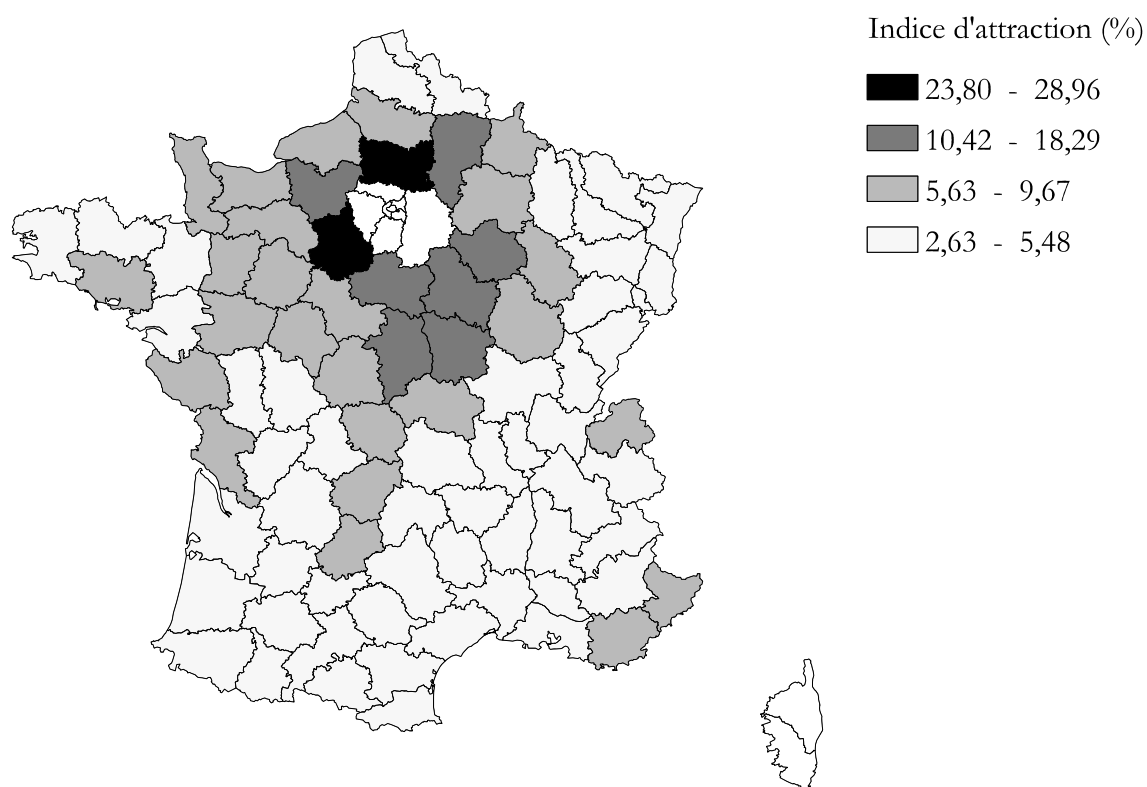 Indice d'attraction (%)
23,80 - 28,96
10,42 - 18,29
5,63 - 9,67
2,63 - 5,48